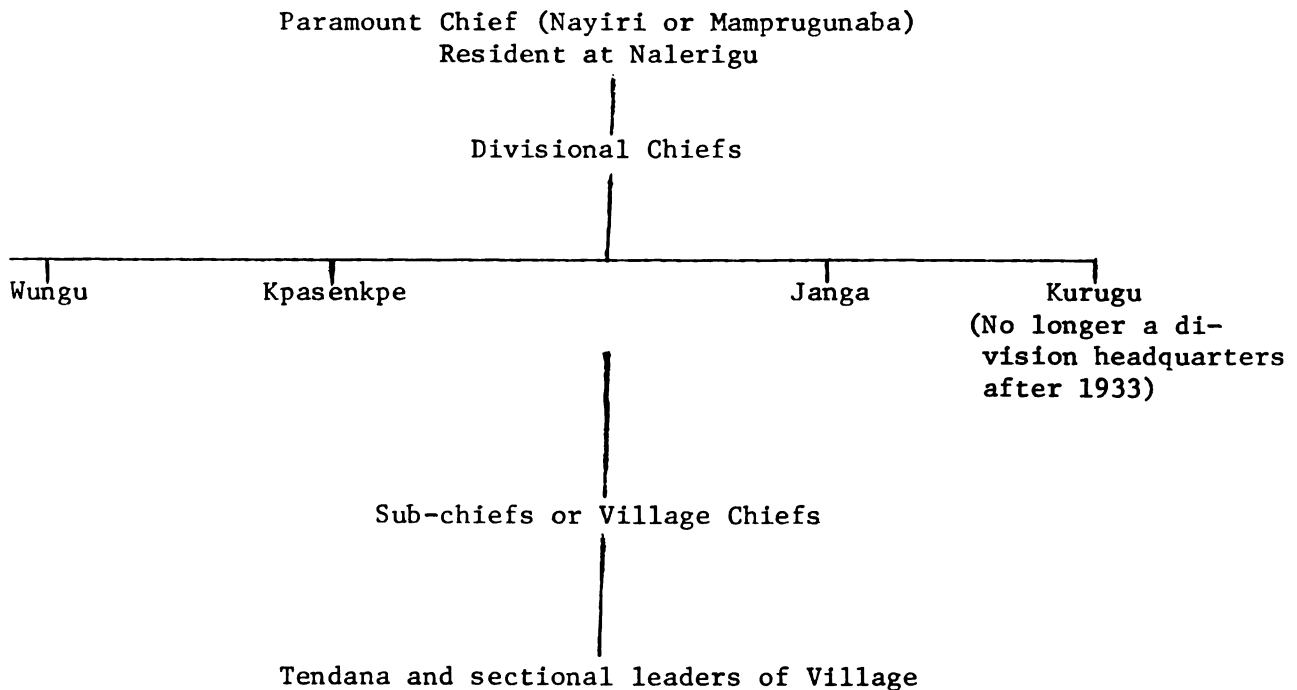 Paramount Chief (Nayiri or Mamprugunaba)
Resident at Nalerigu
Divisional Chiefs
Wungu Kpasenkpe Janga Kurugu
(No longer a di-
vision headquarters
after 1933)
Sub-chiefs or Village Chiefs
Tendana and sectional leaders of Village